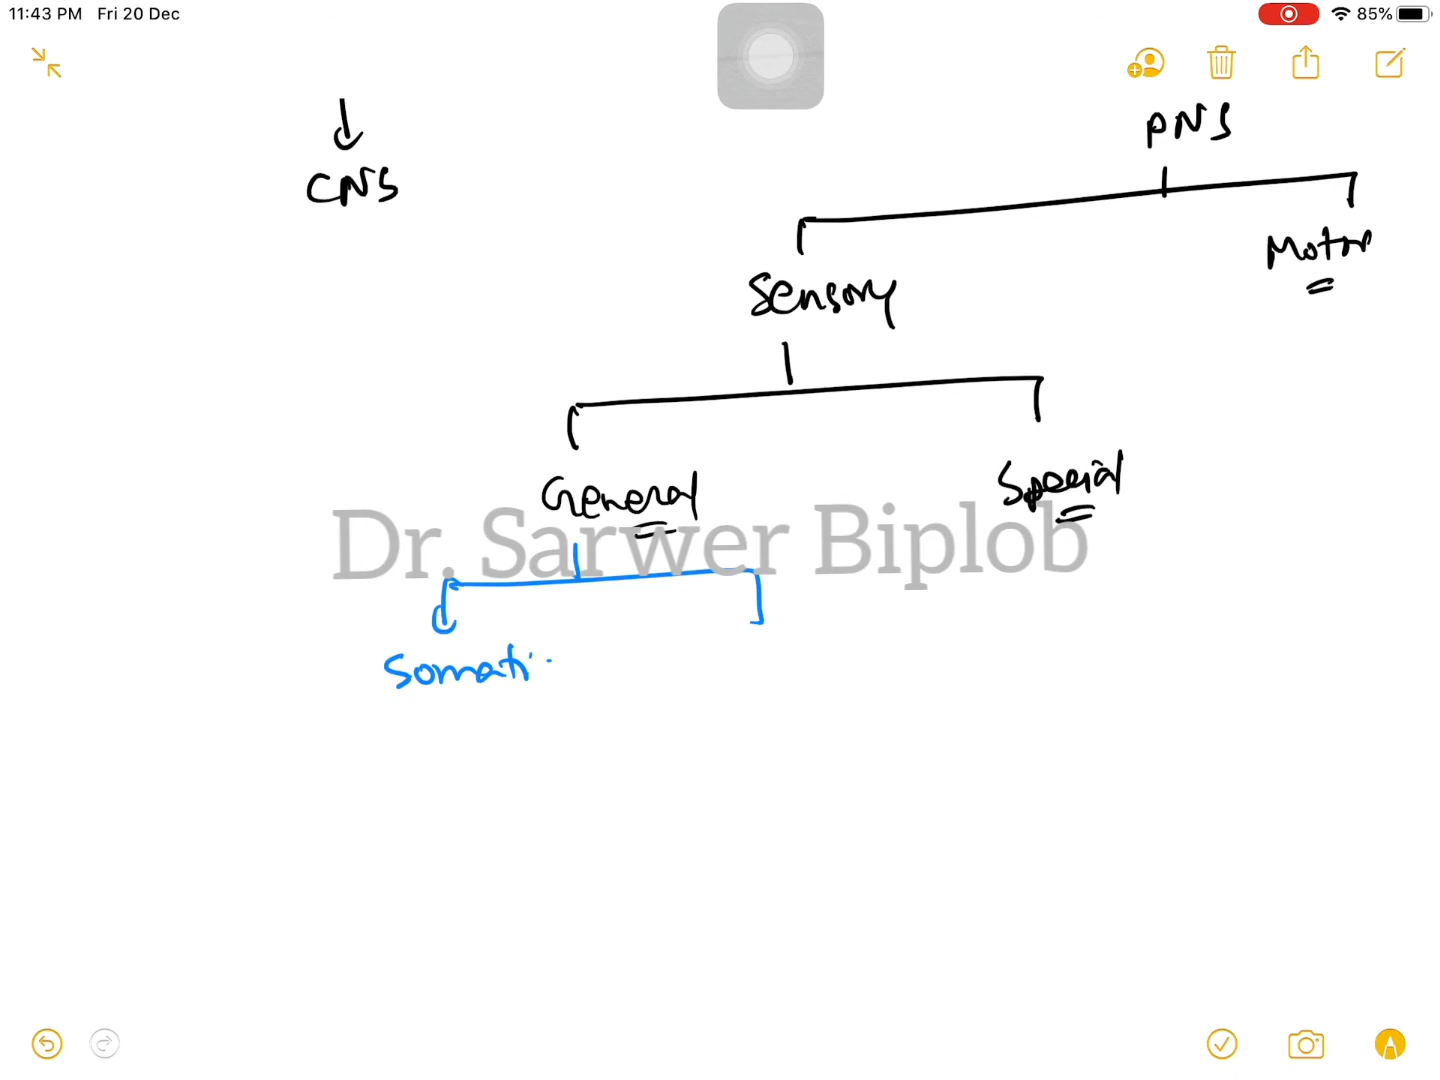 11:43 PM Fri 20 Dec
85%
PNS
CNS
Motor
Sensory
General
Special
Dr. Sarwer Biplob
Somati